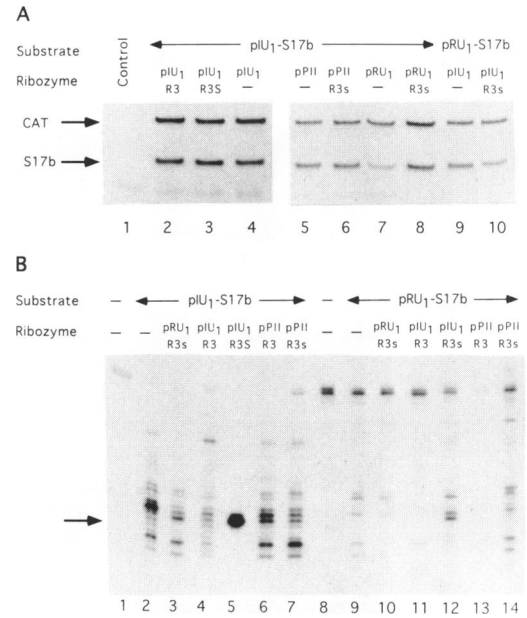 A
Substrate pIU1-S17b pRU1-S17b
Ribozyme Control pIU1 R3 pIU1 R3S pIU1 — pPII — pPII R3s pRU1 — pRU1 R3s pIU1 — pIU1 R3s
CAT
S17b
1 2 3 4 5 6 7 8 9 10
B
Substrate — pIU1-S17b — pRU1-S17b
Ribozyme — — pRU1 R3s pIU1 R3 pIU1 R3S pPII R3 pPII R3s — — pRU1 R3s pIU1 R3 pIU1 R3s pPII R3 pPII R3s
1 2 3 4 5 6 7 8 9 10 11 12 13 14